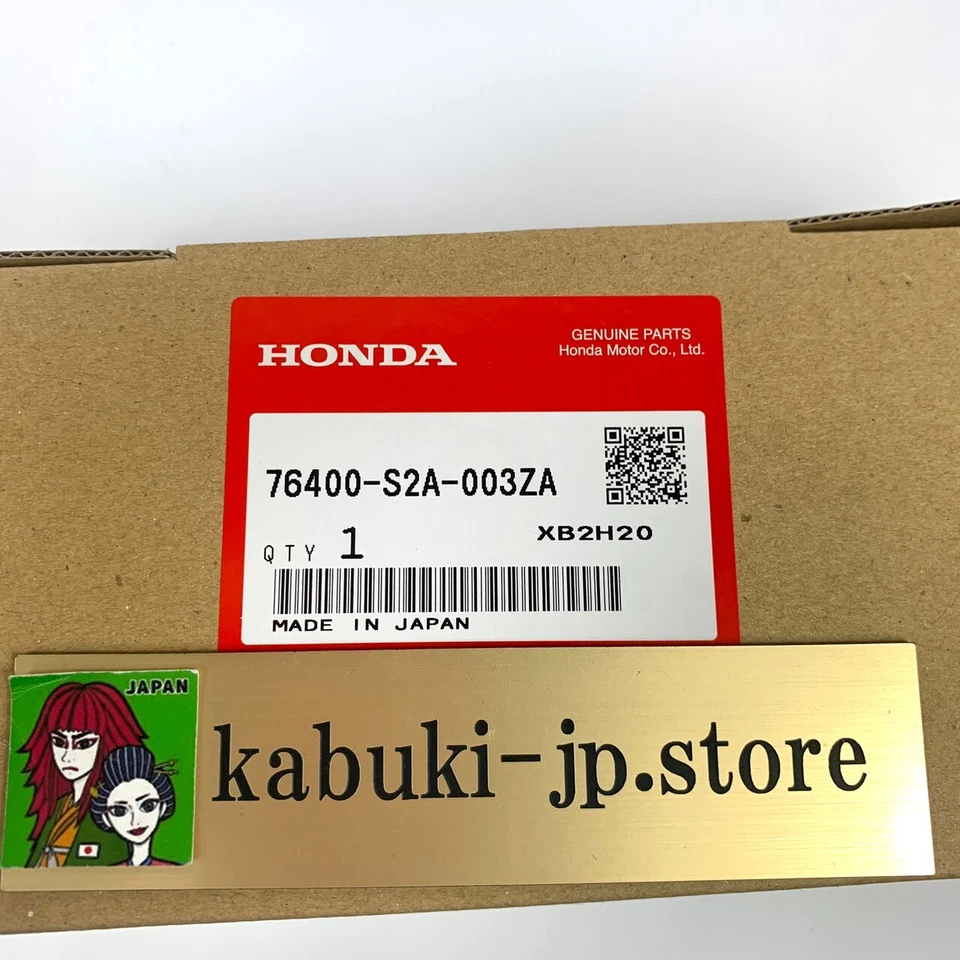 HONDA
GENUINE PARTS
Honda Motor Co., Ltd.
76400-S2A-003ZA
XB2H20
QTY 1
MADE IN JAPAN
JAPAN
kabuki-jp.store